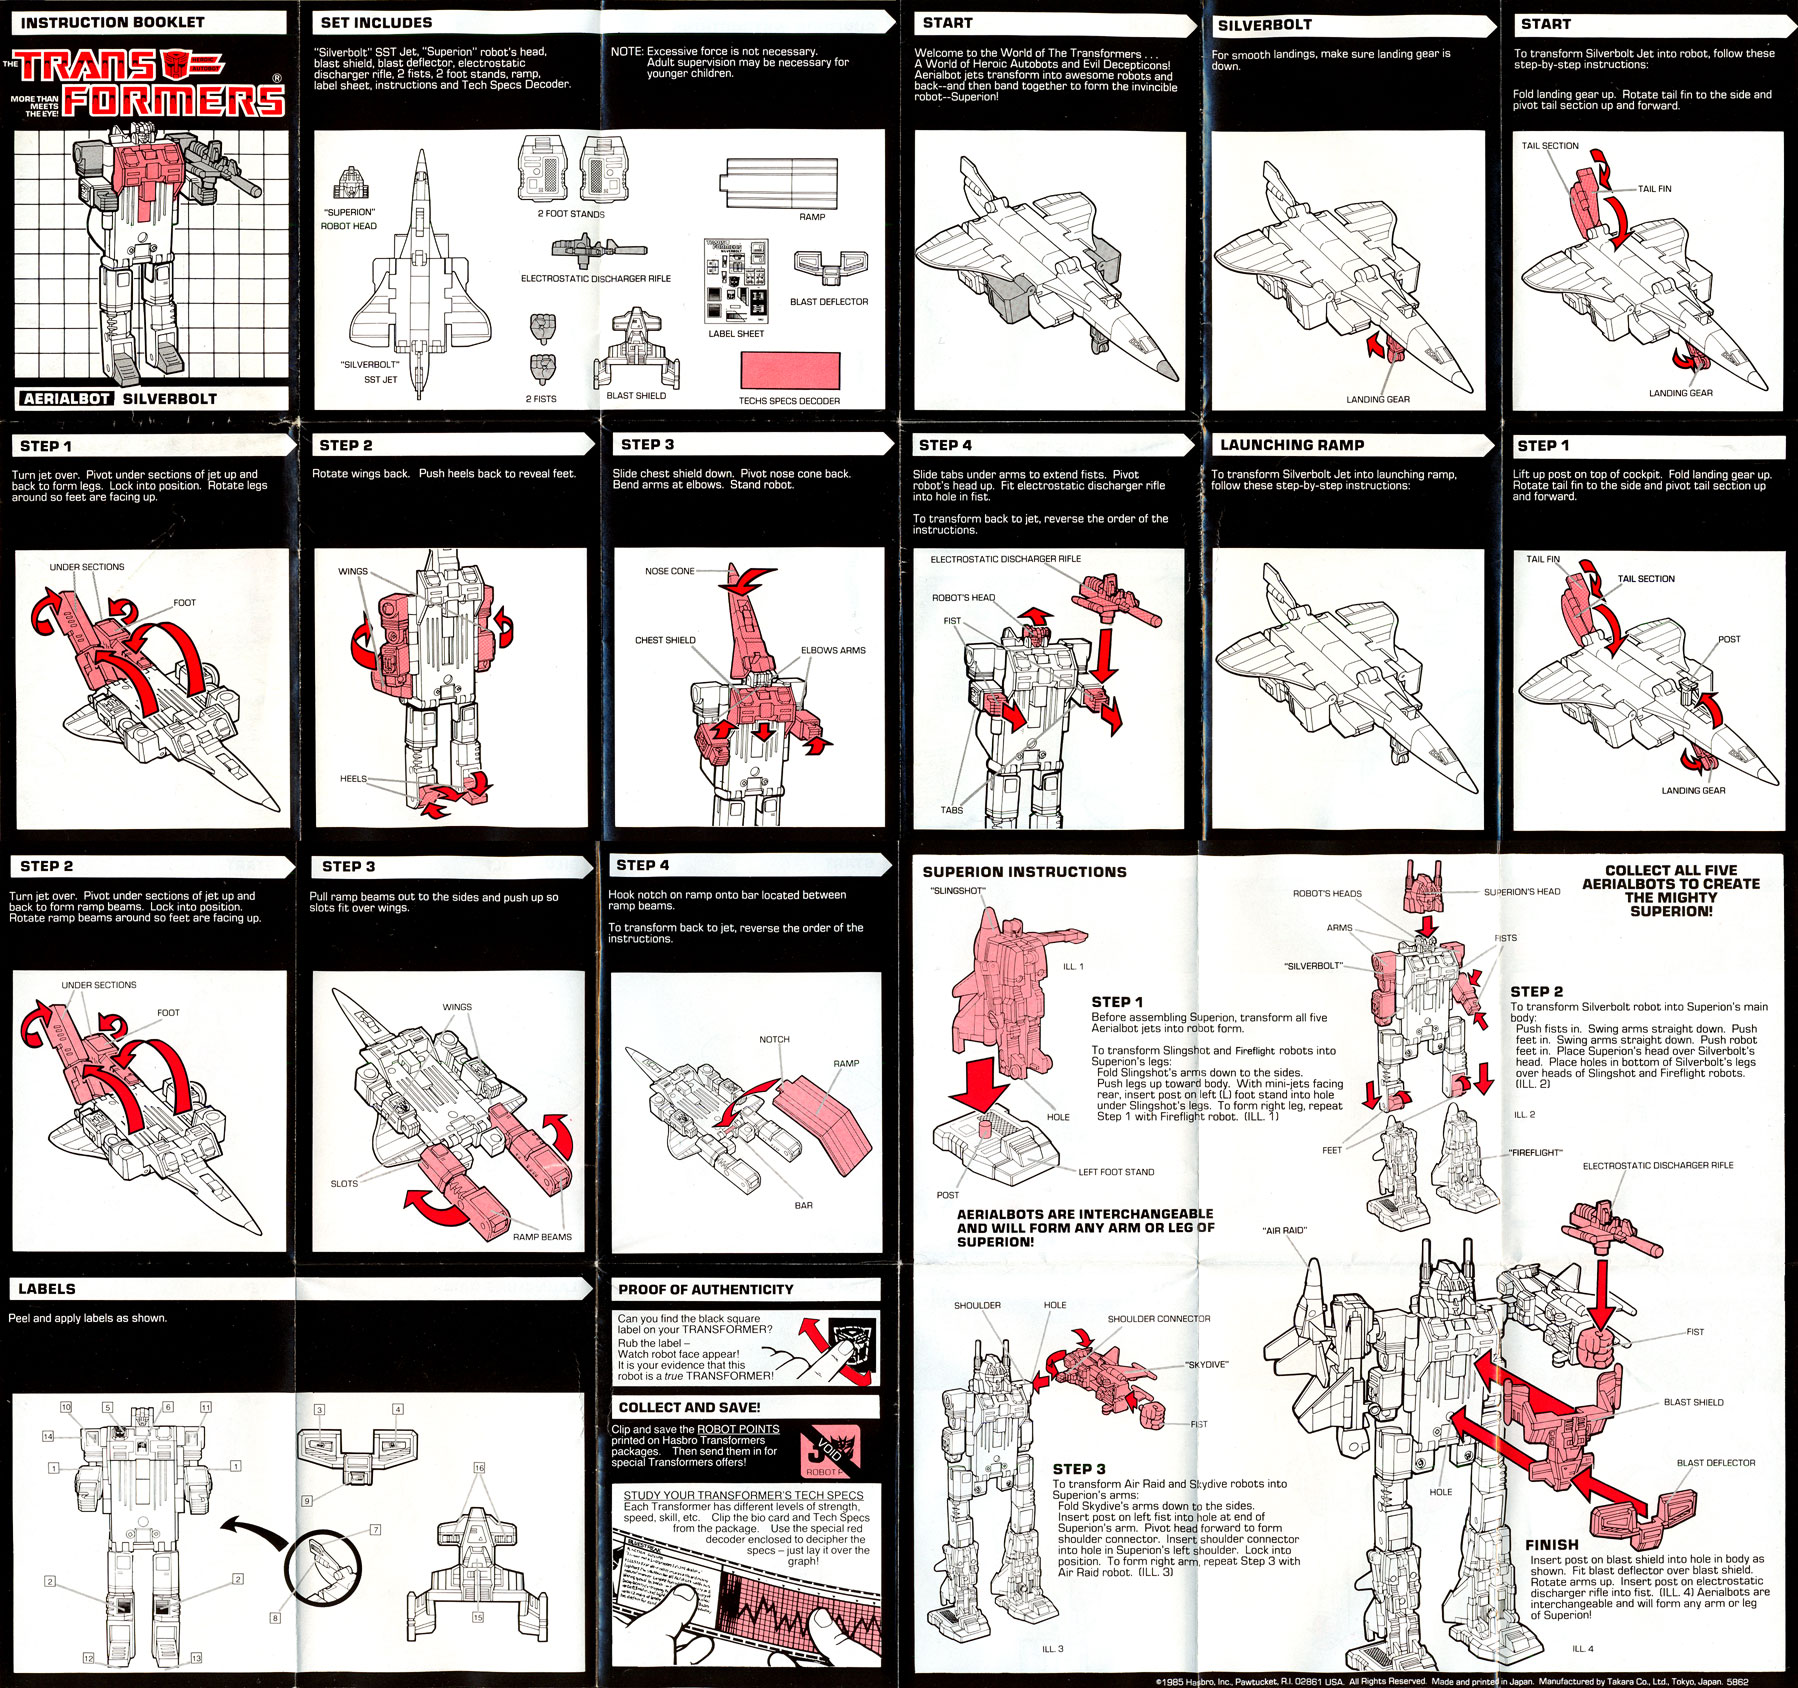 INSTRUCTION BOOKLET
THE TRANSFORMERS
HEROIC
AUTOBOT
®
MORE THAN
MEETS
THE EYE!
AERIALBOT SILVERBOLT
SET INCLUDES
"Silverbolt" SST Jet, "Superion" robot's head,
blast shield, blast deflector, electrostatic
discharger rifle, 2 fists, 2 foot stands, ramp,
label sheet, instructions and Tech Specs Decoder.
NOTE: Excessive force is not necessary.
Adult supervision may be necessary for
younger children.
"SUPERION"
ROBOT HEAD
"SILVERBOLT"
SST JET
2 FOOT STANDS
ELECTROSTATIC DISCHARGER RIFLE
2 FISTS
BLAST SHIELD
RAMP
LABEL SHEET
BLAST DEFLECTOR
TECHS SPECS DECODER
START
Welcome to the World of The Transformers . . .
A World of Heroic Autobots and Evil Decepticons!
Aerialbot jets transform into awesome robots and
back--and then band together to form the invincible
robot--Superion!
SILVERBOLT
For smooth landings, make sure landing gear is
down.
LANDING GEAR
START
To transform Silverbolt Jet into robot, follow these
step-by-step instructions:
Fold landing gear up. Rotate tail fin to the side and
pivot tail section up and forward.
TAIL SECTION
TAIL FIN
LANDING GEAR
STEP 1
Turn jet over. Pivot under sections of jet up and
back to form legs. Lock into position. Rotate legs
around so feet are facing up.
UNDER SECTIONS
FOOT
STEP 2
Rotate wings back. Push heels back to reveal feet.
WINGS
HEELS
STEP 3
Slide chest shield down. Pivot nose cone back.
Bend arms at elbows. Stand robot.
NOSE CONE
CHEST SHIELD
ELBOWS ARMS
STEP 4
Slide tabs under arms to extend fists. Pivot
robot's head up. Fit electrostatic discharger rifle
into hole in fist.
To transform back to jet, reverse the order of the
instructions.
ELECTROSTATIC DISCHARGER RIFLE
ROBOT'S HEAD
FIST
TABS
LAUNCHING RAMP
To transform Silverbolt Jet into launching ramp,
follow these step-by-step instructions:
STEP 1
Lift up post on top of cockpit. Fold landing gear up.
Rotate tail fin to the side and pivot tail section up
and forward.
TAIL FIN
TAIL SECTION
POST
LANDING GEAR
STEP 2
Turn jet over. Pivot under sections of jet up and
back to form ramp beams. Lock into position.
Rotate ramp beams around so feet are facing up.
UNDER SECTIONS
FOOT
STEP 3
Pull ramp beams out to the sides and push up so
slots fit over wings.
WINGS
SLOTS
RAMP BEAMS
STEP 4
Hook notch on ramp onto bar located between
ramp beams.
To transform back to jet, reverse the order of the
instructions.
NOTCH
RAMP
BAR
SUPERION INSTRUCTIONS
"SLINGSHOT"
ILL. 1
HOLE
LEFT FOOT STAND
POST
STEP 1
Before assembling Superion, transform all five
Aerialbot jets into robot form.
To transform Slingshot and Fireflight robots into
Superion's legs:
Fold Slingshot's arms down to the sides.
Push legs up toward body. With mini-jets facing
rear, insert post on left (L) foot stand into hole
under Slingshot's legs. To form right leg, repeat
Step 1 with Fireflight robot. (ILL. 1)
AERIALBOTS ARE INTERCHANGEABLE
AND WILL FORM ANY ARM OR LEG OF
SUPERION!
COLLECT ALL FIVE
AERIALBOTS TO CREATE
THE MIGHTY
SUPERION!
ROBOT'S HEADS
SUPERION'S HEAD
ARMS
FISTS
"SILVERBOLT"
FEET
"FIREFLIGHT"
STEP 2
To transform Silverbolt robot into Superion's main
body:
Push fists in. Swing arms straight down. Push
feet in. Swing arms straight down. Push robot
feet in. Place Superion's head over Silverbolt's
head. Place holes in bottom of Silverbolt's legs
over heads of Slingshot and Fireflight robots.
(ILL. 2)
ILL. 2
LABELS
Peel and apply labels as shown.
10
5
6
11
14
1
1
2
2
12
13
3
4
9
7
8
16
15
PROOF OF AUTHENTICITY
Can you find the black square
label on your TRANSFORMER?
Rub the label –
Watch robot face appear!
It is your evidence that this
robot is a true TRANSFORMER!
COLLECT AND SAVE!
Clip and save the ROBOT POINTS
printed on Hasbro Transformers
packages. Then send them in for
special Transformers offers!
VOID
STUDY YOUR TRANSFORMER'S TECH SPECS
Each Transformer has different levels of strength,
speed, skill, etc. Clip the bio card and Tech Specs
from the package. Use the special red
decoder enclosed to decipher the
specs – just lay it over the
graph!
SHOULDER
HOLE
SHOULDER CONNECTOR
"SKYDIVE"
FIST
ILL. 3
STEP 3
To transform Air Raid and Skydive robots into
Superion's arms:
Fold Skydive's arms down to the sides.
Insert post on left fist into hole at end of
Superion's arm. Pivot head forward to form
shoulder connector. Insert shoulder connector
into hole in Superion's left shoulder. Lock into
position. To form right arm, repeat Step 3 with
Air Raid robot. (ILL. 3)
"AIR RAID"
ELECTROSTATIC DISCHARGER RIFLE
FIST
BLAST SHIELD
BLAST DEFLECTOR
HOLE
FINISH
Insert post on blast shield into hole in body as
shown. Fit blast deflector over blast shield.
Rotate arms up. Insert post on electrostatic
discharger rifle into fist. (ILL. 4) Aerialbots are
interchangeable and will form any arm or leg
of Superion!
ILL. 4
©1985 Hasbro, Inc., Pawtucket, R.I. 02861 USA. All Rights Reserved. Made and printed in Japan. Manufactured by Takara Co., Ltd., Tokyo, Japan. 5862